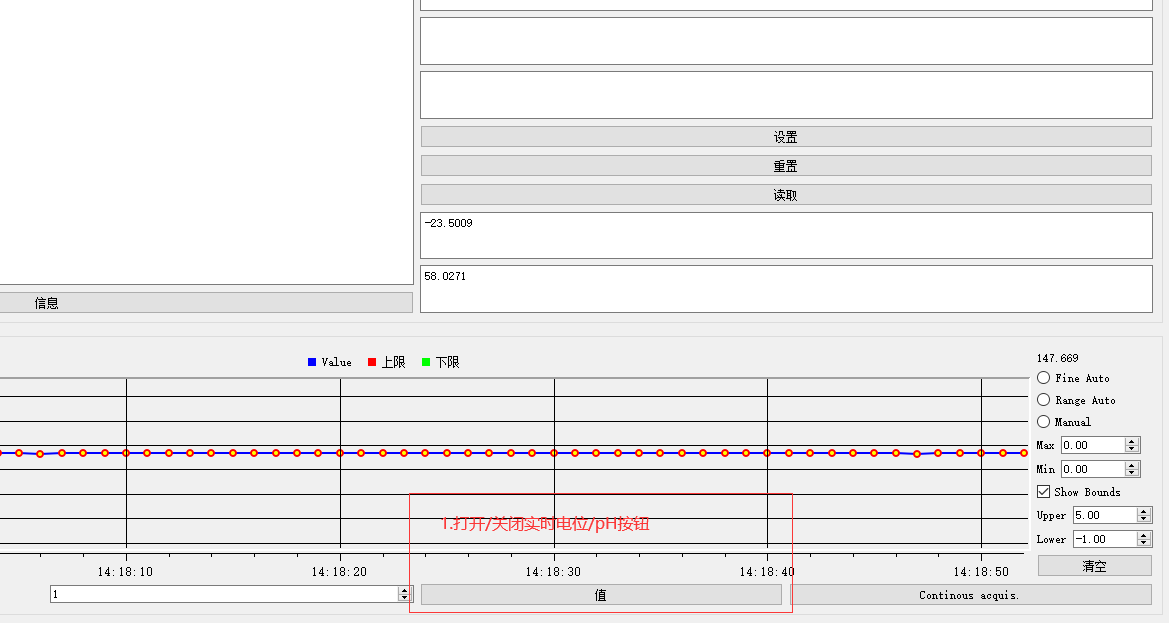 设置
重置
读取
-23.5009
58.0271
信息
Value 上限 下限
147.669
Fine Auto
Range Auto
Manual
Max 0.00
Min 0.00
Show Bounds
Upper 5.00
Lower -1.00
清空
1.打开/关闭实时电位/pH按钮
14:18:10 14:18:20 14:18:30 14:18:40 14:18:50
1
值
Continous acquis.